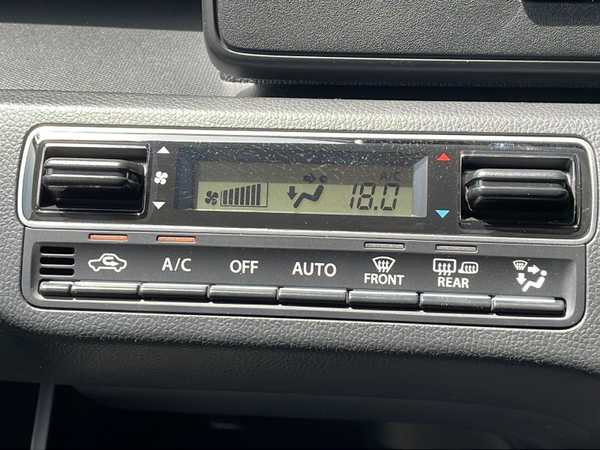 A/C
18.0
A/C
OFF
AUTO
FRONT
REAR